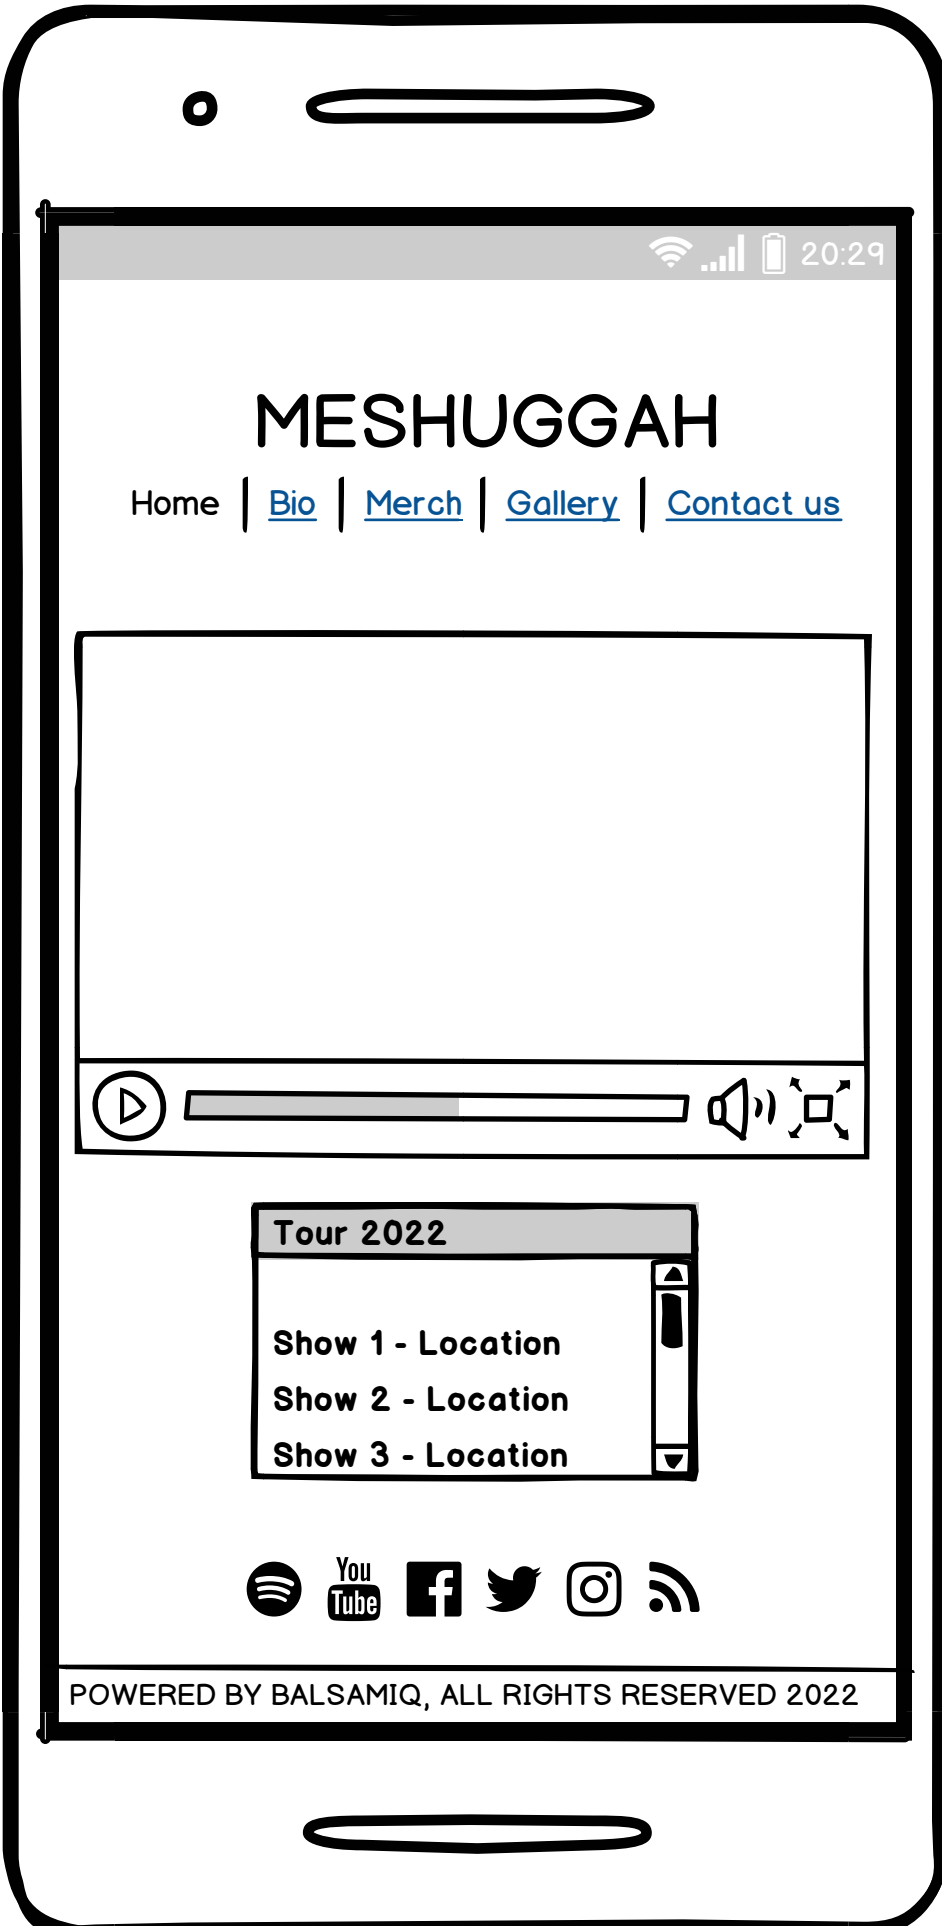 20:29
MESHUGGAH
Home Bio Merch Gallery Contact us
Tour 2022
Show 1 - Location
Show 2 - Location
Show 3 - Location
You
Tube
POWERED BY BALSAMIQ, ALL RIGHTS RESERVED 2022